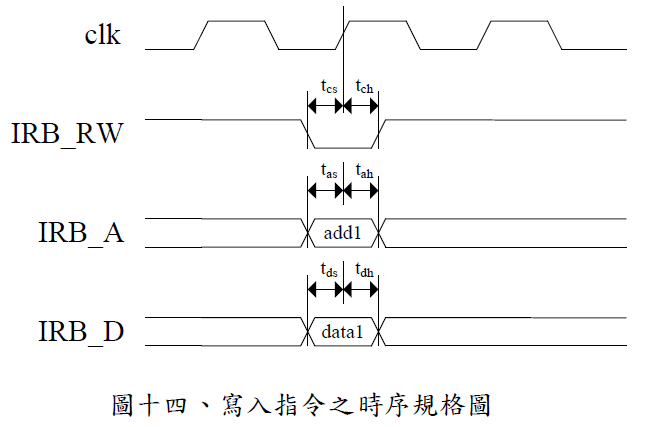 clk
tcs tch
IRB_RW
tas tah
IRB_A add1
tds tdh
IRB_D data1
圖十四、寫入指令之時序規格圖